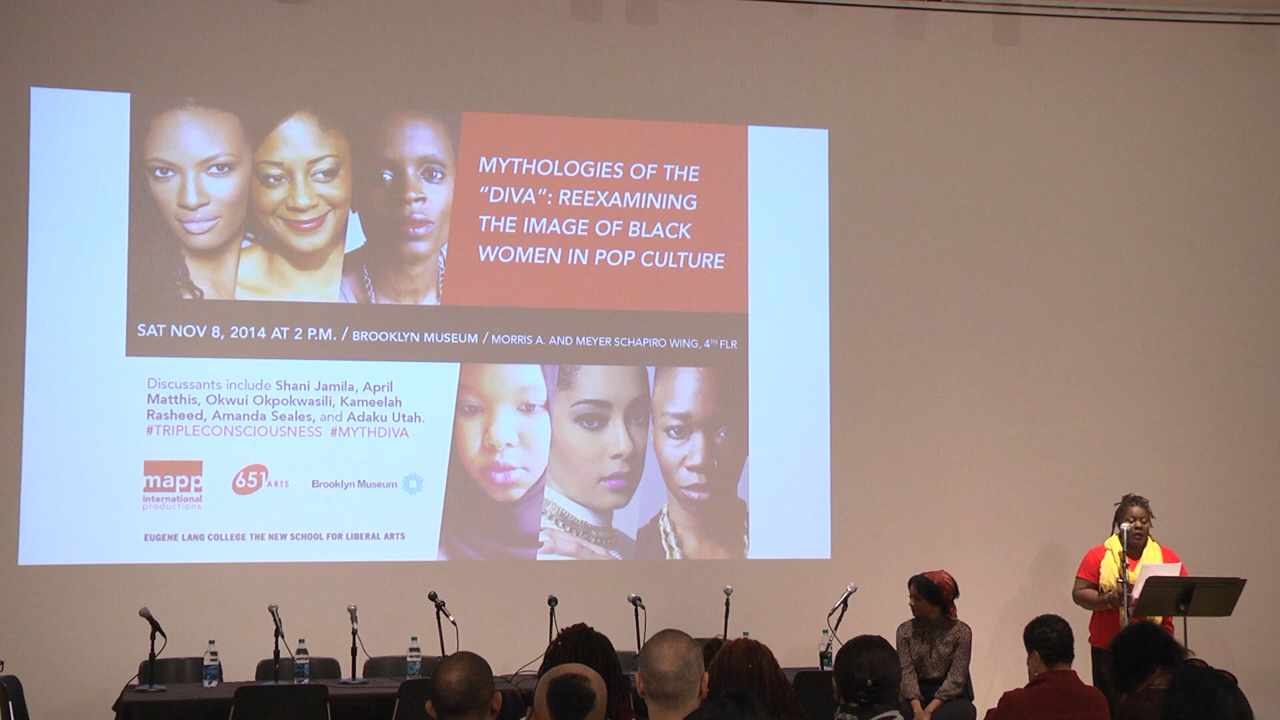 MYTHOLOGIES OF THE
“DIVA”: REEXAMINING
THE IMAGE OF BLACK
WOMEN IN POP CULTURE
SAT NOV 8, 2014 AT 2 P.M. / BROOKLYN MUSEUM / MORRIS A. AND MEYER SCHAPIRO WING, 4TH FLR
Discussants include Shani Jamila, April
Matthis, Okwui Okpokwasili, Kameelah
Rasheed, Amanda Seales, and Adaku Utah.
#TRIPLECONSCIOUSNESS #MYTHDIVA
mapp
international
productions
651 ARTS
Brooklyn Museum
EUGENE LANG COLLEGE THE NEW SCHOOL FOR LIBERAL ARTS